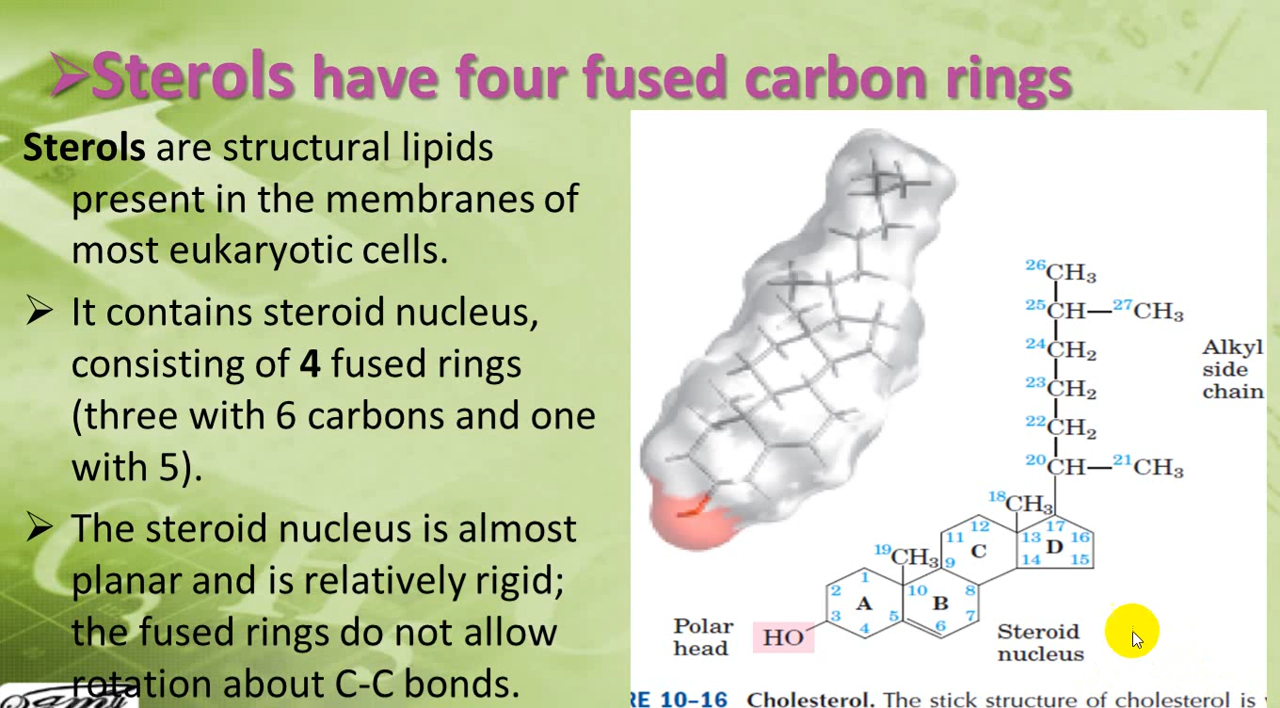 ➢Sterols have four fused carbon rings
Sterols are structural lipids
present in the membranes of
most eukaryotic cells.
➢ It contains steroid nucleus,
consisting of 4 fused rings
(three with 6 carbons and one
with 5).
➢ The steroid nucleus is almost
planar and is relatively rigid;
the fused rings do not allow
rotation about C-C bonds.
26CH3
25CH—27CH3
24CH2
23CH2
22CH2
20CH—21CH3
Alkyl
side
chain
18CH3
12 17
11 13 16
C D
19CH3 9 14 15
1
2 10 8
A B
3 5 7
4 6
Polar
head
HO
Steroid
nucleus
RE 10–16 Cholesterol. The stick structure of cholesterol is